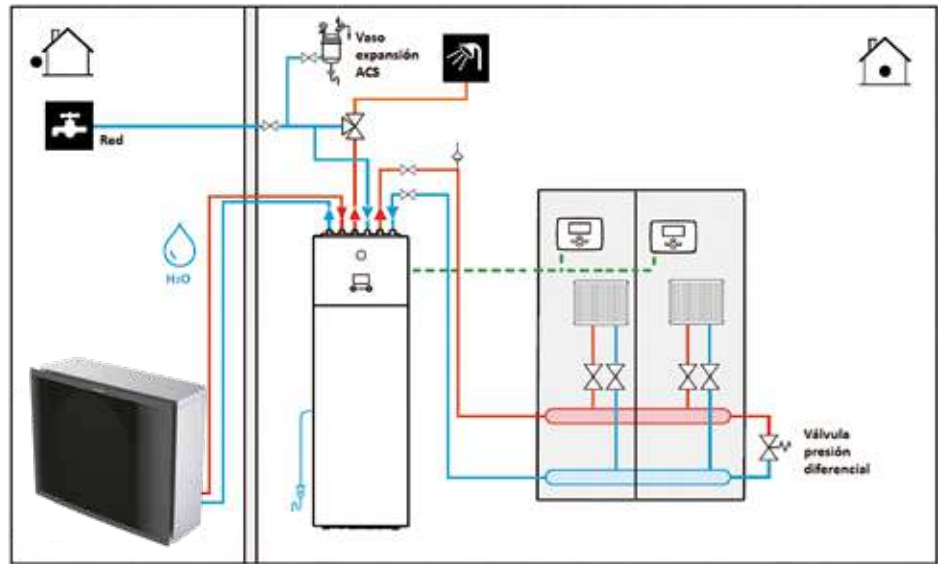 Vaso
expansión
ACS
Red
H₂O
Válvula
presión
diferencial